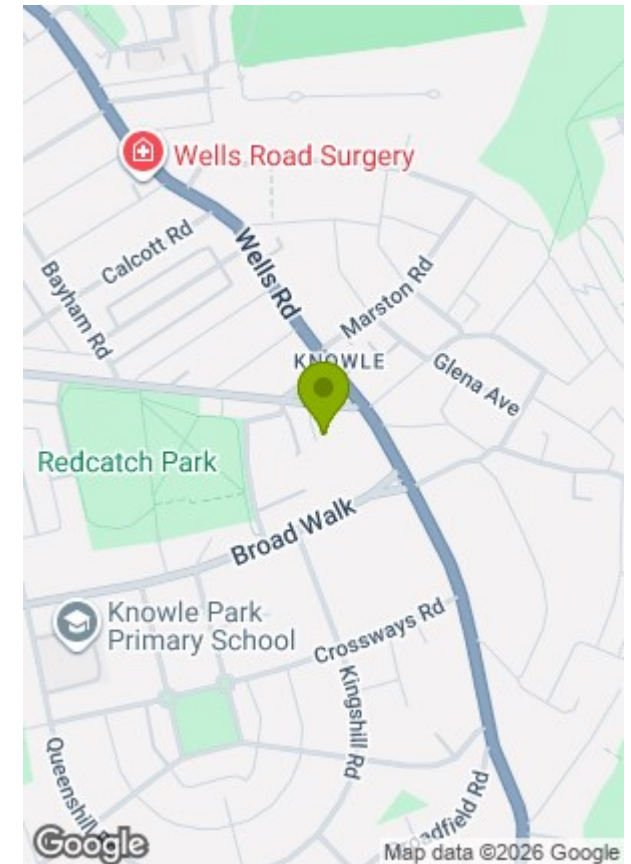 Wells Road Surgery
Calcott Rd
Wells Rd
Bayham Rd
Marston Rd
KNOWLE
Glena Ave
Redcatch Park
Broad Walk
Knowle Park
Primary School
Crossways Rd
Kingshill Rd
Google
Map data ©2026 Google